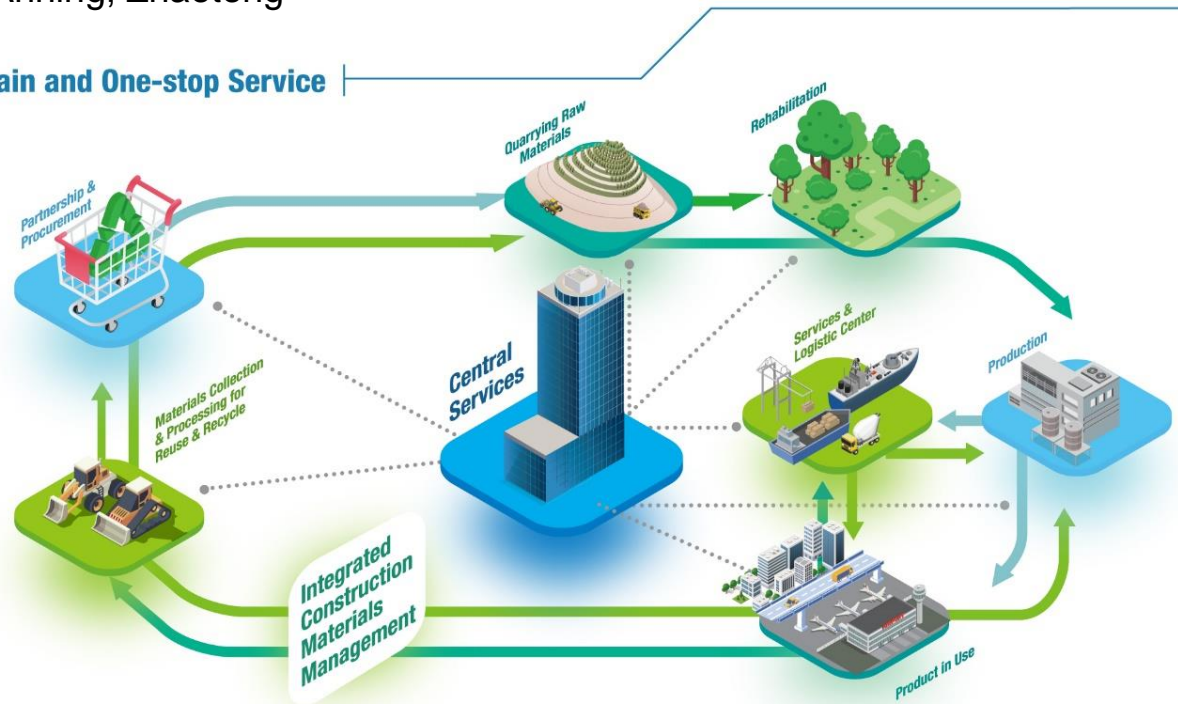 ain and One-stop Service
Quarrying Raw
Materials
Rehabilitation
Partnership &
Procurement
Services &
Logistic Center
Production
Central
Services
Materials Collection
& Processing for
Reuse & Recycle
Integrated
Construction
Materials
Management
Product in Use